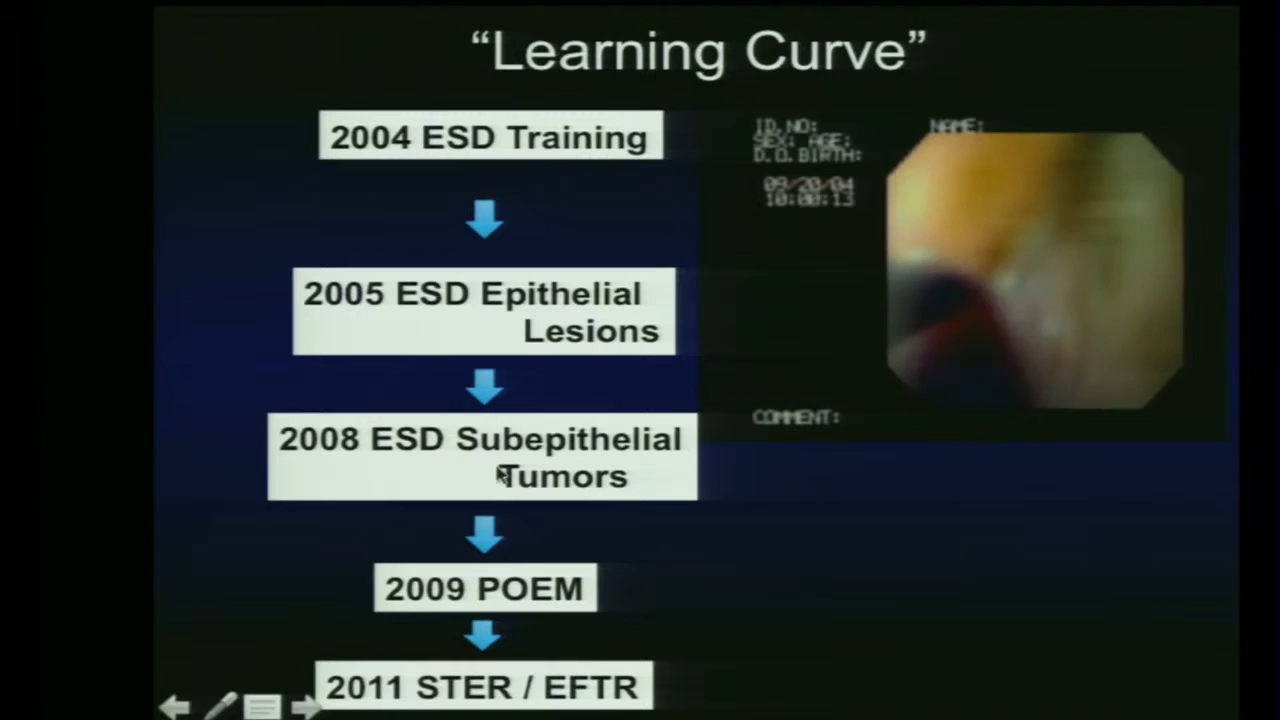 “Learning Curve”
2004 ESD Training
2005 ESD Epithelial
Lesions
2008 ESD Subepithelial
Tumors
2009 POEM
2011 STER / EFTR
ID.NO:
NAME:
SEX: AGE:
D.O.BIRTH:
09/20/04
10:00:13
COMMENT: